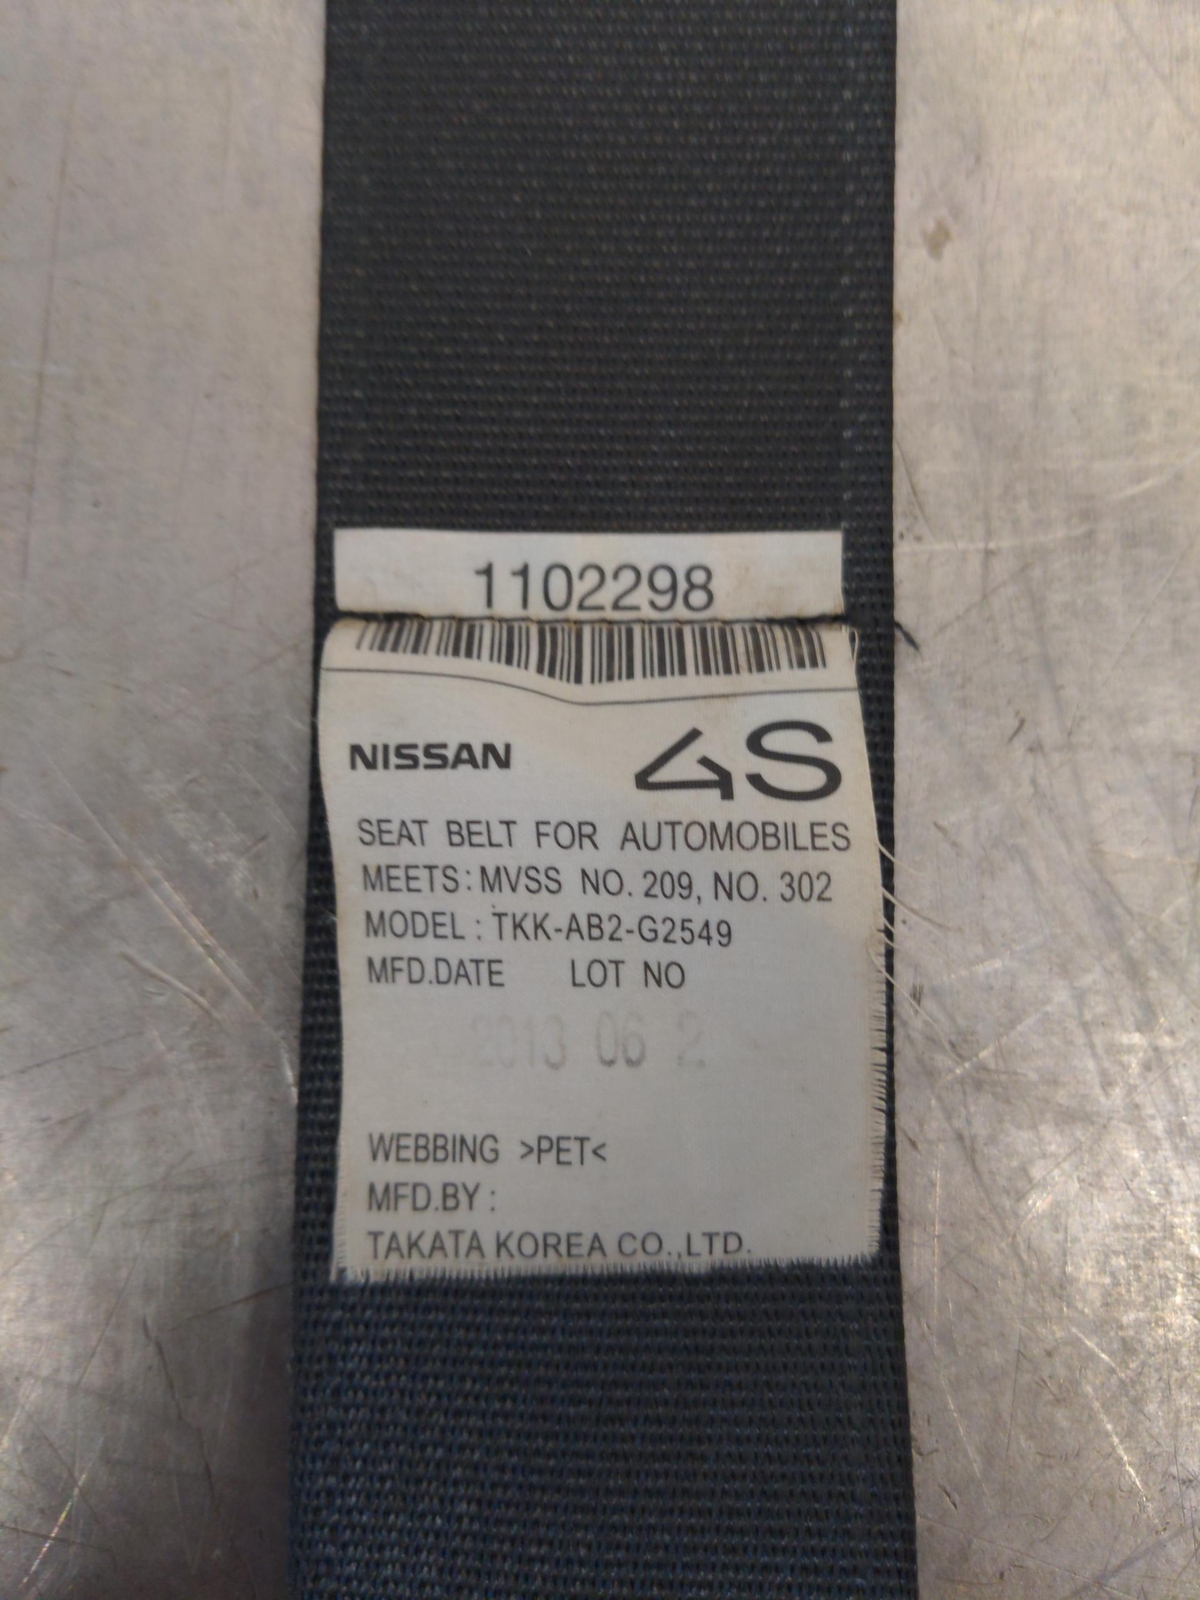 1102298
NISSAN 4S
SEAT BELT FOR AUTOMOBILES
MEETS: MVSS NO. 209, NO. 302
MODEL : TKK-AB2-G2549
MFD.DATE LOT NO
2013 06 2
WEBBING >PET<
MFD.BY :
TAKATA KOREA CO.,LTD.